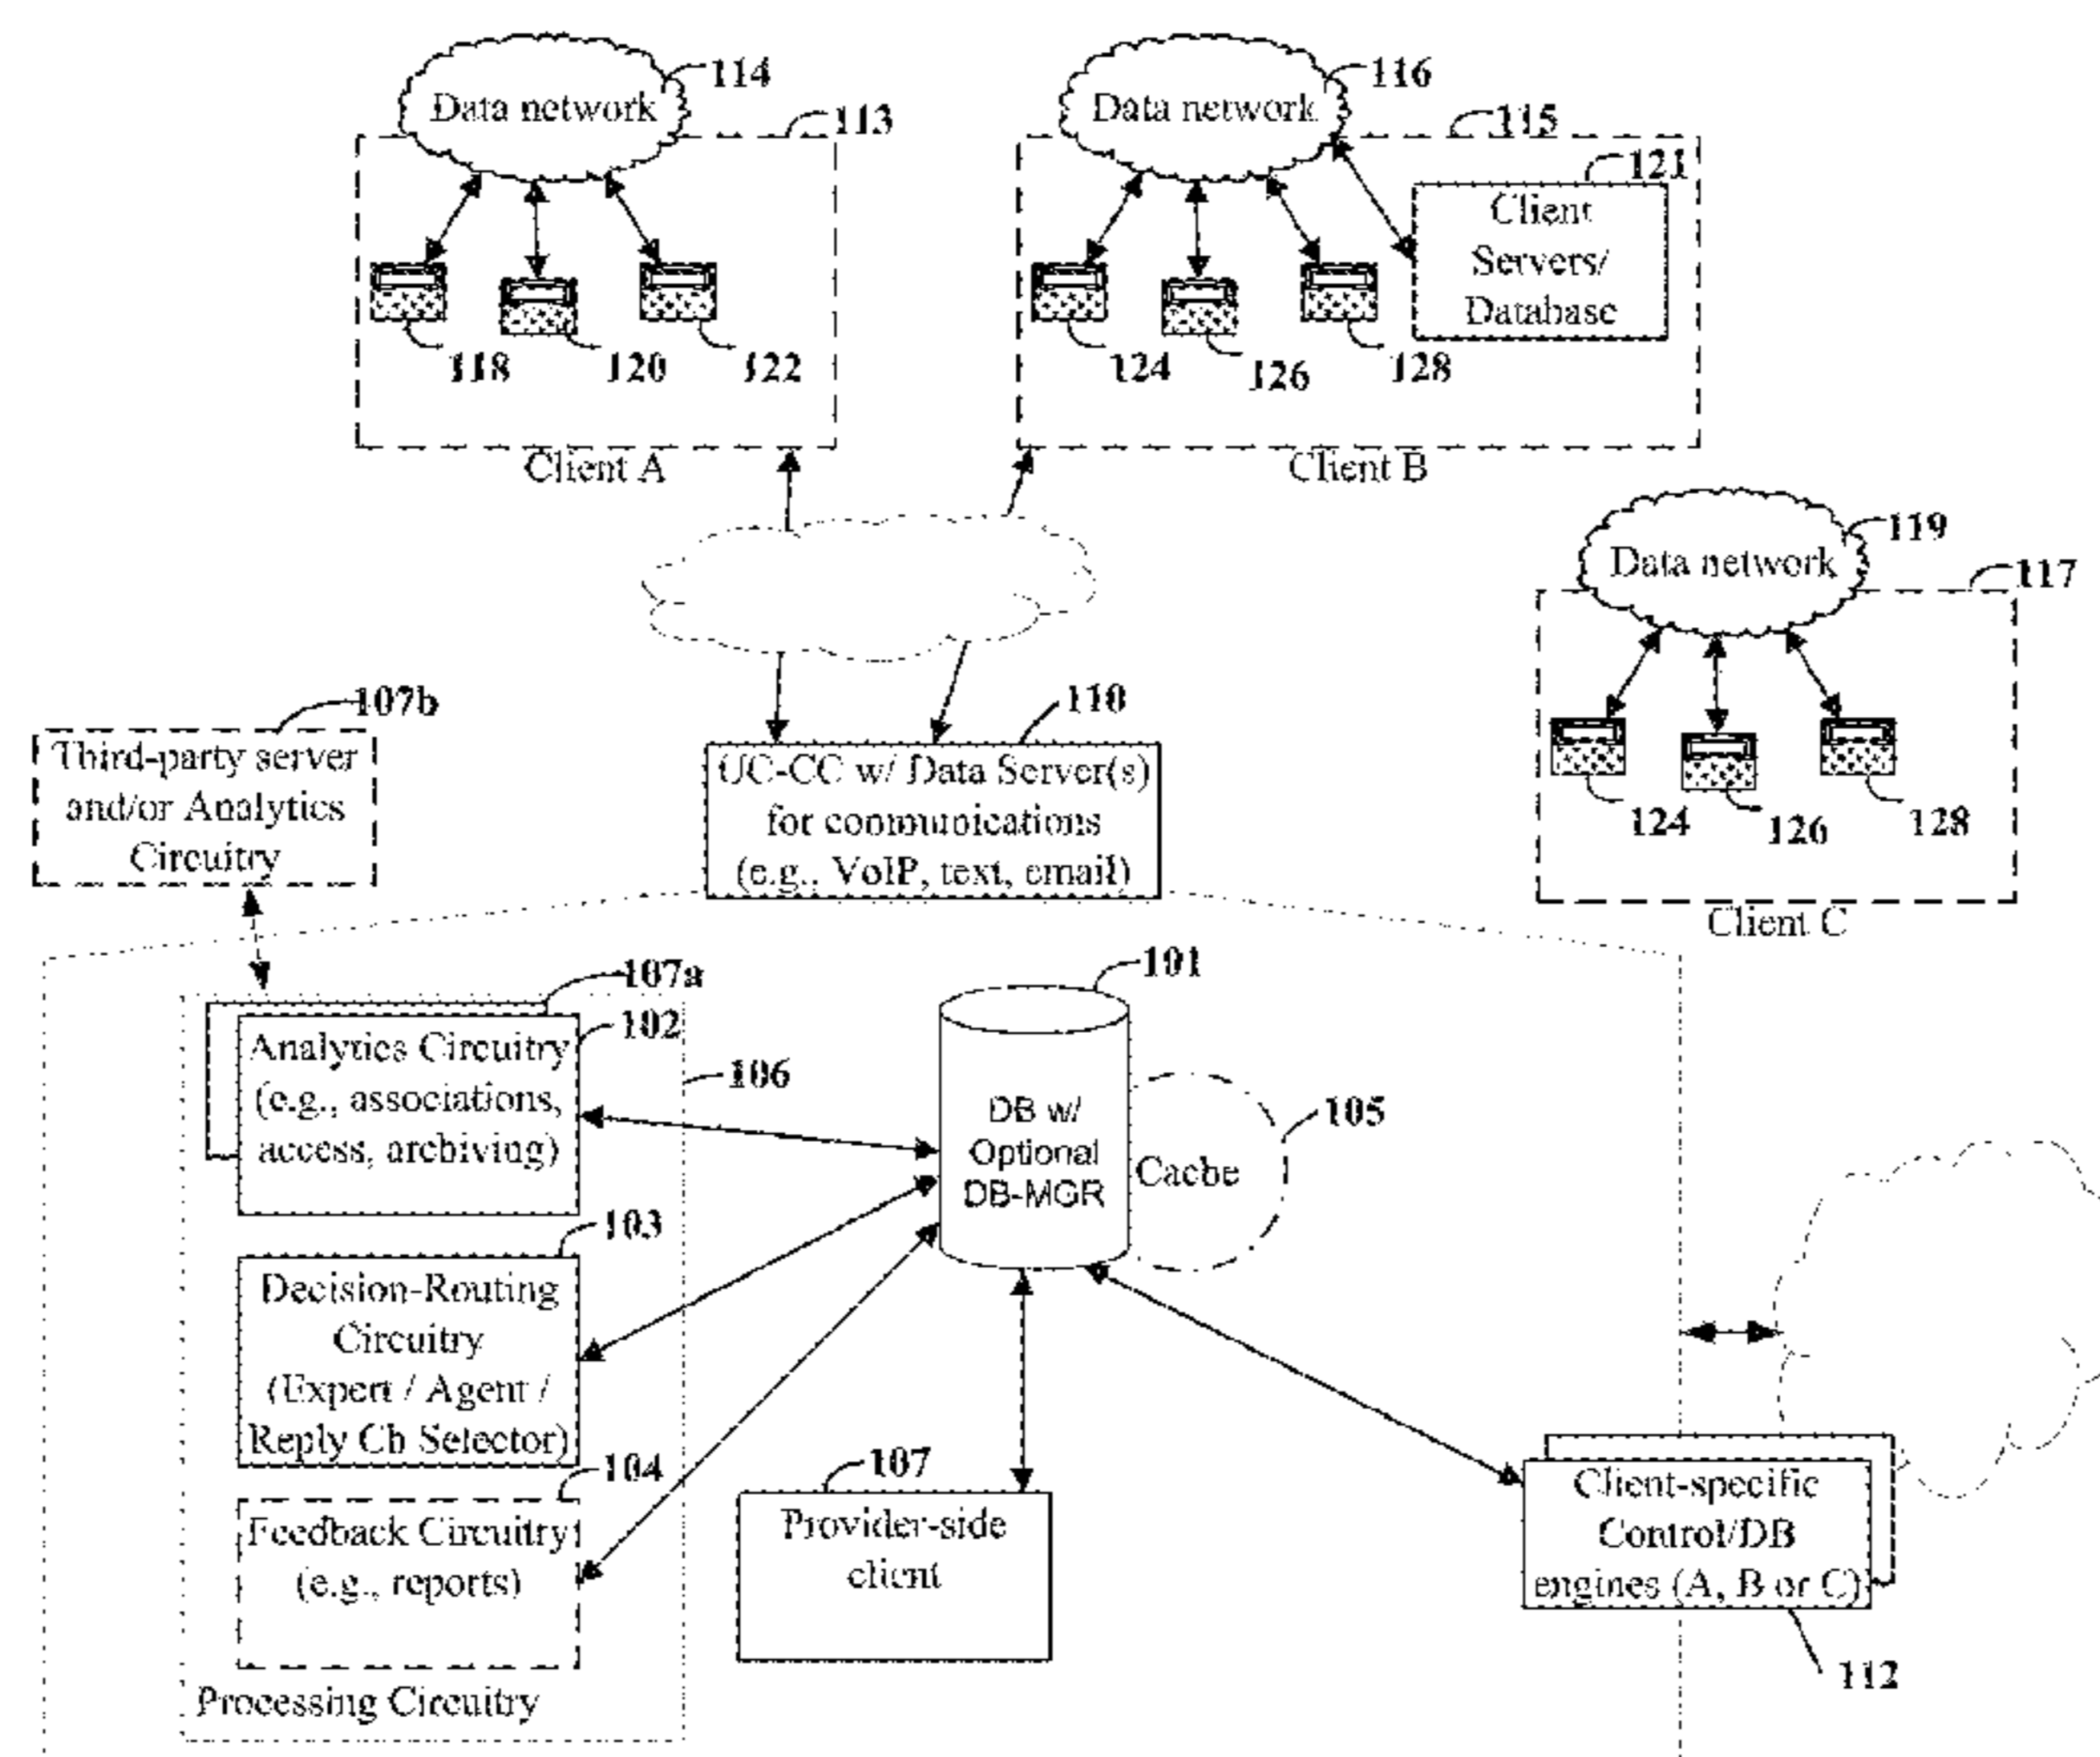 114
Data network
113
118
120
122
Client A
116
Data network
115
121
Client
Servers/
Database
124
126
128
Client B
119
Data network
117
124
126
128
Client C
107b
Third-party server
and/or Analytics
Circuitry
110
UC-CC w/ Data Server(s)
for communications
(e.g., VoIP, text, email)
107a
102
Analytics Circuitry
(e.g., associations,
access, archiving)
106
103
Decision-Routing
Circuitry
(Expert / Agent /
Reply Ch Selector)
104
Feedback Circuitry
(e.g., reports)
Processing Circuitry
101
DB w/
Optional
DB-MGR
105
Cache
107
Provider-side
client
Client-specific
Control/DB
engines (A, B or C)
112